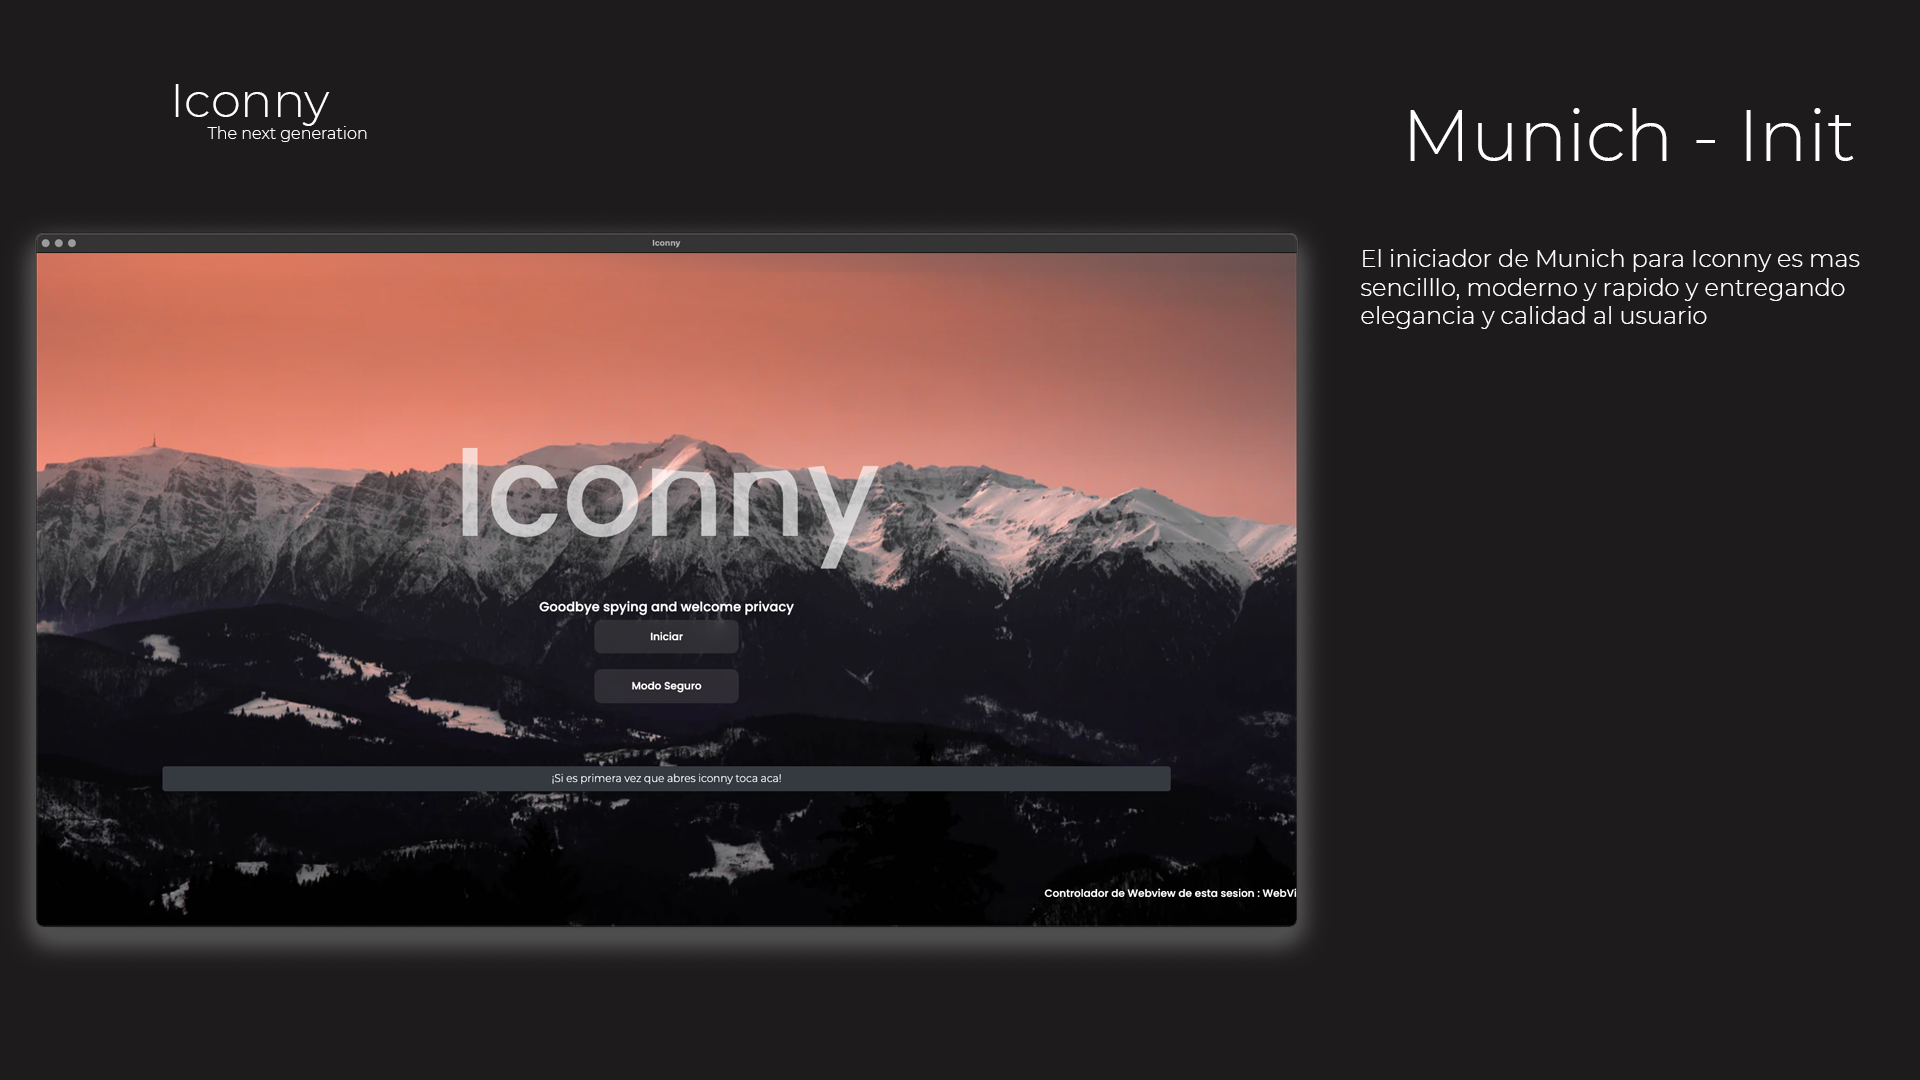 Iconny
The next generation
Munich - Init
El iniciador de Munich para Iconny es mas
sencilllo, moderno y rapido y entregando
elegancia y calidad al usuario
Iconny
Iconny
Goodbye spying and welcome privacy
Iniciar
Modo Seguro
¡Si es primera vez que abres iconny toca aca!
Controlador de Webview de esta sesion : WebVi